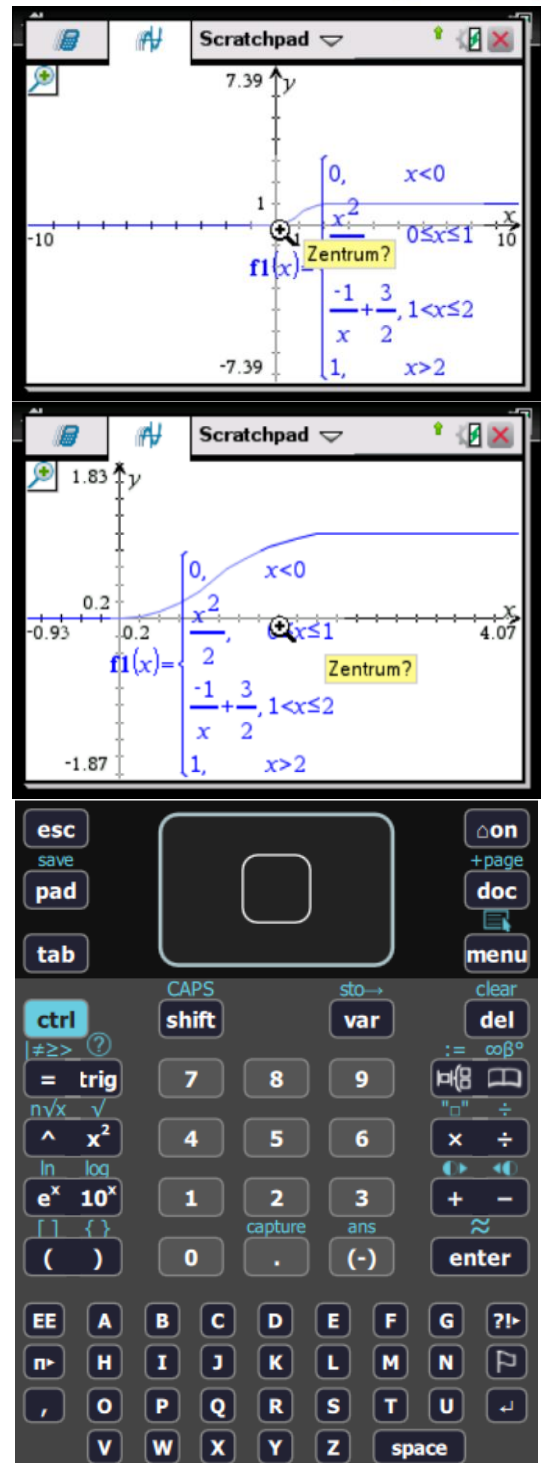 Scratchpad
7.39 y
0, x<0
1
x²
0≤x≤1
x
-10
1
10
Zentrum?
f1(x)=
-1/x + 3/2, 1<x≤2
-7.39
1, x>2
Scratchpad
1.83 y
0, x<0
0.2
x²/2, 0≤x≤1
x
-0.93
0.2
4.07
f1(x)=
Zentrum?
-1/x + 3/2, 1<x≤2
-1.87
1, x>2
esc
⌂on
save
+page
pad
doc
tab
menu
CAPS sto→ clear
ctrl shift var del
|≠≥> ? := ∞β°
= trig 7 8 9
n√x √ "□" ÷
^ x² 4 5 6 × ÷
ln log
eˣ 10ˣ 1 2 3 + −
[ ] { } capture ans ≈
( ) 0 . (-) enter
EE A B C D E F G ?!▸
π▸ H I J K L M N
, O P Q R S T U ↵
V W X Y Z space